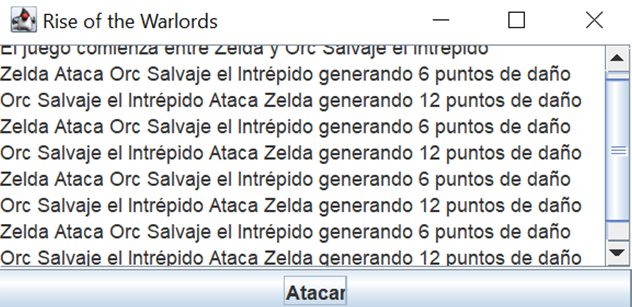 Rise of the Warlords
El juego comienza entre Zelda y Orc Salvaje el Intrépido
Zelda Ataca Orc Salvaje el Intrépido generando 6 puntos de daño
Orc Salvaje el Intrépido Ataca Zelda generando 12 puntos de daño
Zelda Ataca Orc Salvaje el Intrépido generando 6 puntos de daño
Orc Salvaje el Intrépido Ataca Zelda generando 12 puntos de daño
Zelda Ataca Orc Salvaje el Intrépido generando 6 puntos de daño
Orc Salvaje el Intrépido Ataca Zelda generando 12 puntos de daño
Zelda Ataca Orc Salvaje el Intrépido generando 6 puntos de daño
Orc Salvaje el Intrépido Ataca Zelda generando 12 puntos de daño
Atacar